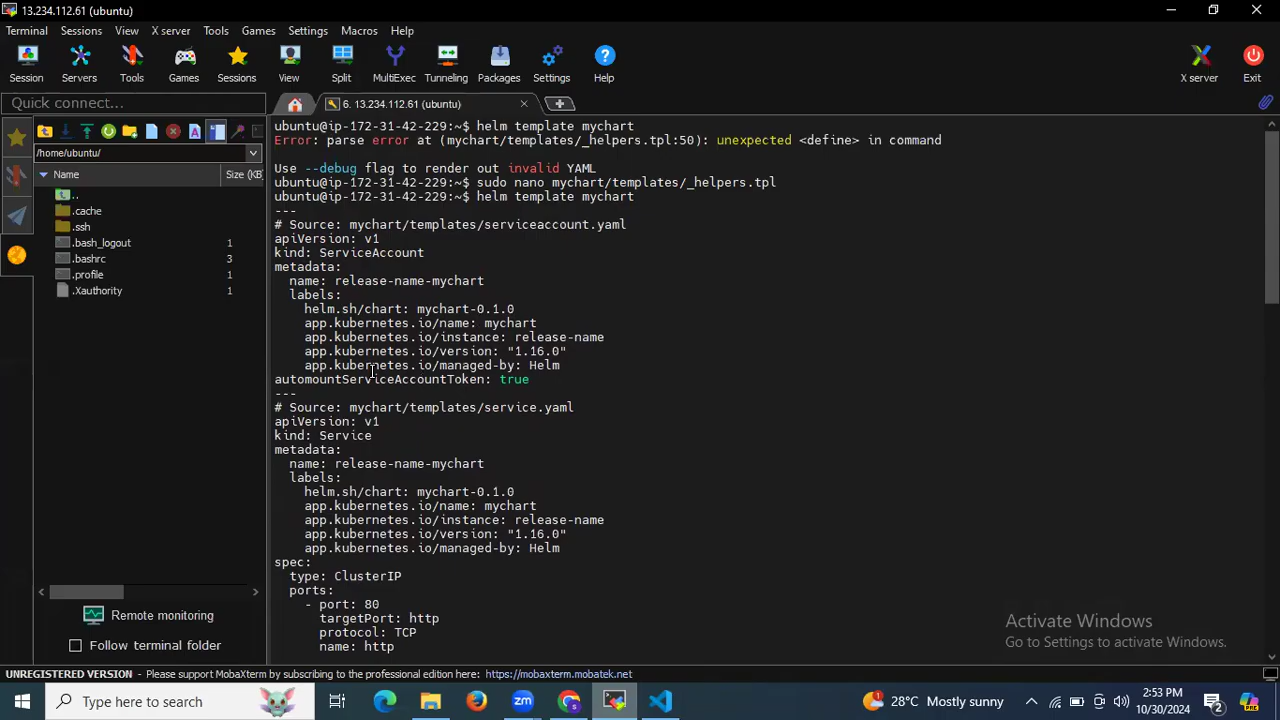 13.234.112.61 (ubuntu)
Terminal Sessions View X server Tools Games Settings Macros Help
Session Servers Tools Games Sessions View Split MultiExec Tunneling Packages Settings Help X server Exit
Quick connect...
6. 13.234.112.61 (ubuntu)
/home/ubuntu/
Name Size (KB
..
.cache
.ssh
.bash_logout 1
.bashrc 3
.profile 1
.Xauthority 1
Remote monitoring
Follow terminal folder
ubuntu@ip-172-31-42-229:~$ helm template mychart
Error: parse error at (mychart/templates/_helpers.tpl:50): unexpected <define> in command
Use --debug flag to render out invalid YAML
ubuntu@ip-172-31-42-229:~$ sudo nano mychart/templates/_helpers.tpl
ubuntu@ip-172-31-42-229:~$ helm template mychart
---
# Source: mychart/templates/serviceaccount.yaml
apiVersion: v1
kind: ServiceAccount
metadata:
  name: release-name-mychart
  labels:
    helm.sh/chart: mychart-0.1.0
    app.kubernetes.io/name: mychart
    app.kubernetes.io/instance: release-name
    app.kubernetes.io/version: "1.16.0"
    app.kubernetes.io/managed-by: Helm
automountServiceAccountToken: true
---
# Source: mychart/templates/service.yaml
apiVersion: v1
kind: Service
metadata:
  name: release-name-mychart
  labels:
    helm.sh/chart: mychart-0.1.0
    app.kubernetes.io/name: mychart
    app.kubernetes.io/instance: release-name
    app.kubernetes.io/version: "1.16.0"
    app.kubernetes.io/managed-by: Helm
spec:
  type: ClusterIP
  ports:
    - port: 80
      targetPort: http
      protocol: TCP
      name: http
Activate Windows
Go to Settings to activate Windows.
UNREGISTERED VERSION - Please support MobaXterm by subscribing to the professional edition here: https://mobaxterm.mobatek.net
Type here to search
zm
28°C Mostly sunny
2:53 PM
10/30/2024
2
PRE